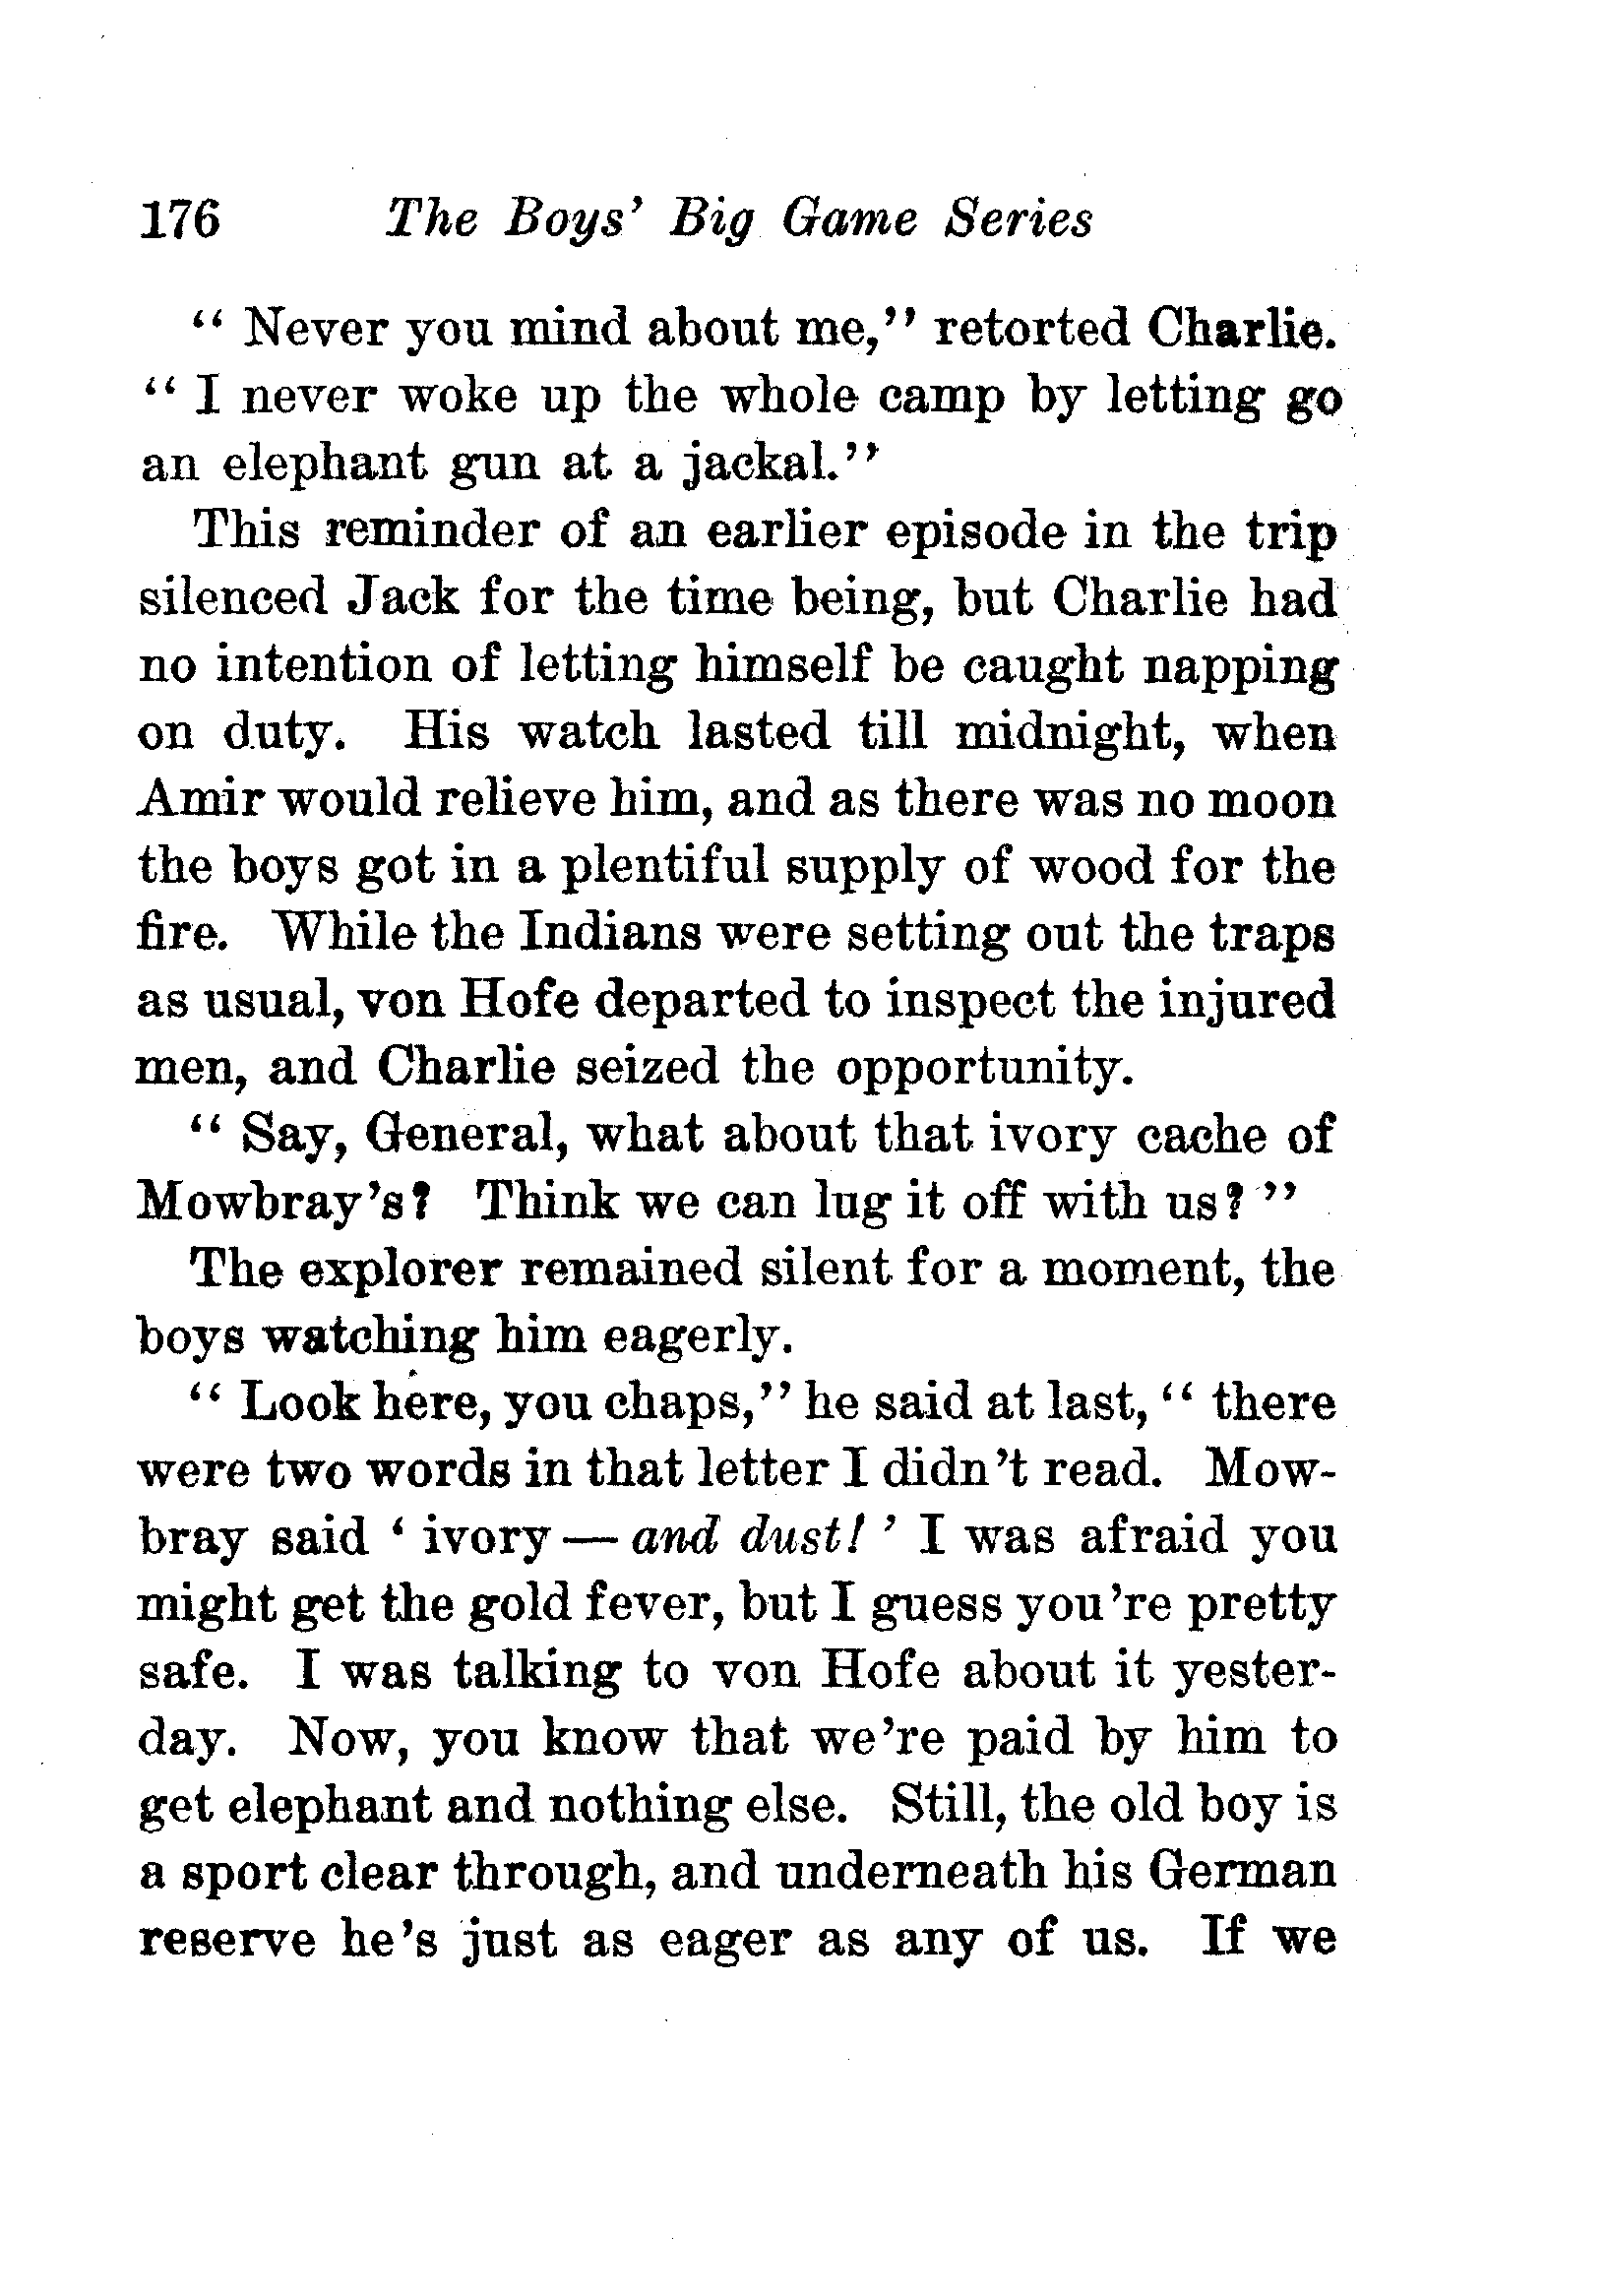 176 The Boys' Big Game Series
" Never you mind about me," retorted Charlie.
" I never woke up the whole camp by letting go
an elephant gun at a jackal."
This reminder of an earlier episode in the trip
silenced Jack for the time being, but Charlie had
no intention of letting himself be caught napping
on duty. His watch lasted till midnight, when
Amir would relieve him, and as there was no moon
the boys got in a plentiful supply of wood for the
fire. While the Indians were setting out the traps
as usual, von Hofe departed to inspect the injured
men, and Charlie seized the opportunity.
" Say, General, what about that ivory cache of
Mowbray's? Think we can lug it off with us? "
The explorer remained silent for a moment, the
boys watching him eagerly.
" Look here, you chaps," he said at last, " there
were two words in that letter I didn't read. Mow-
bray said ' ivory — and dust! ' I was afraid you
might get the gold fever, but I guess you're pretty
safe. I was talking to von Hofe about it yester-
day. Now, you know that we're paid by him to
get elephant and nothing else. Still, the old boy is
a sport clear through, and underneath his German
reserve he's just as eager as any of us. If we